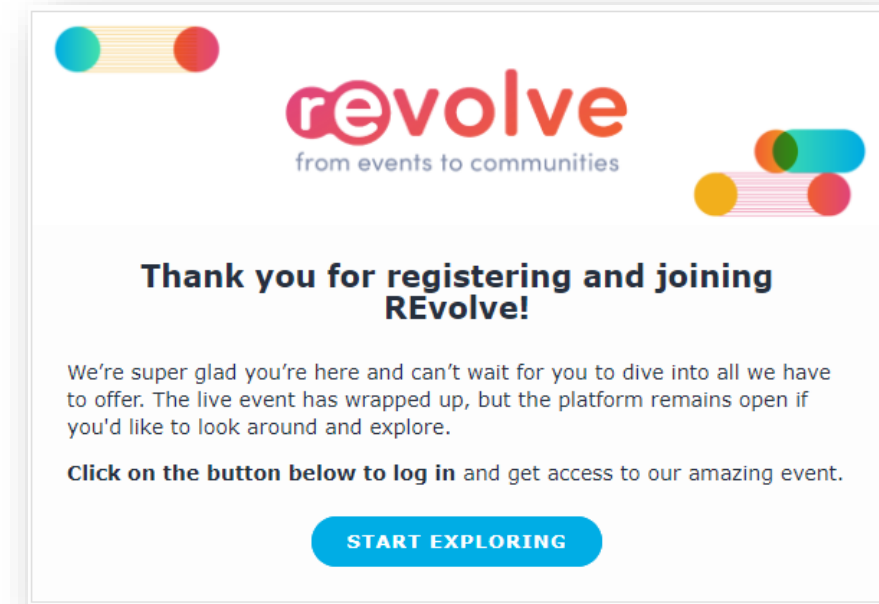 revolve
from events to communities
Thank you for registering and joining
REvolve!
We’re super glad you’re here and can’t wait for you to dive into all we have
to offer. The live event has wrapped up, but the platform remains open if
you'd like to look around and explore.
Click on the button below to log in and get access to our amazing event.
START EXPLORING